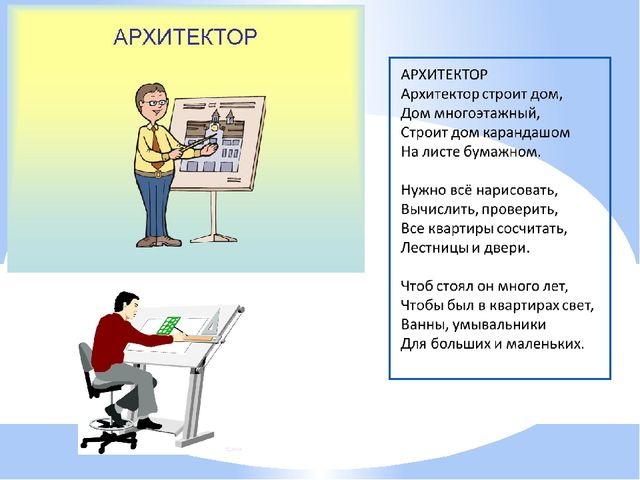 АРХИТЕКТОР
АРХИТЕКТОР
Архитектор строит дом,
Дом многоэтажный,
Строит дом карандашом
На листе бумажном.
Нужно всё нарисовать,
Вычислить, проверить,
Все квартиры сосчитать,
Лестницы и двери.
Чтоб стоял он много лет,
Чтобы был в квартирах свет,
Ванны, умывальники
Для больших и маленьких.